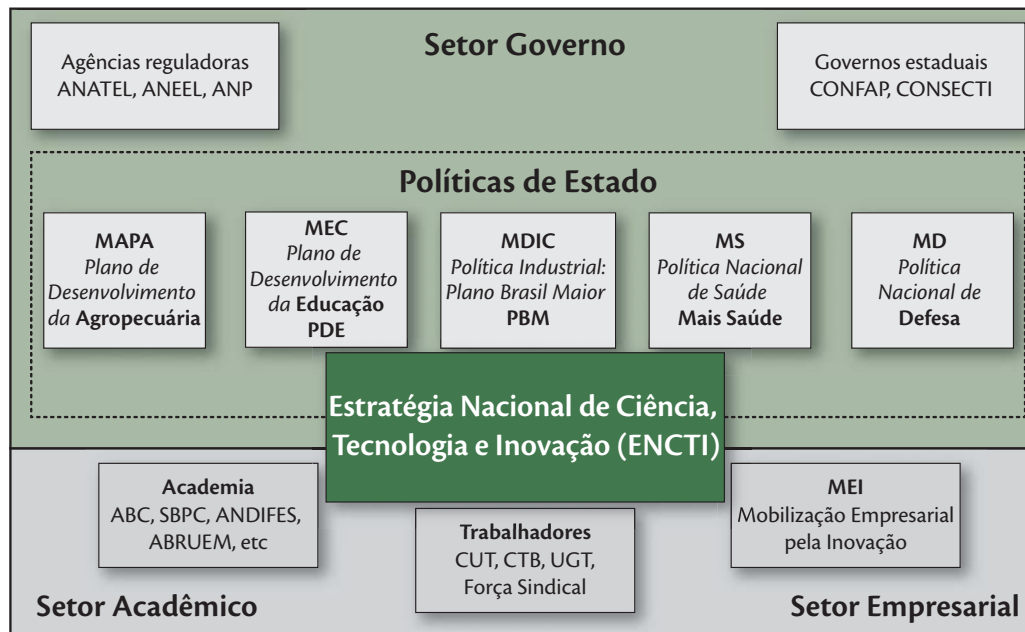 Setor Governo
Agências reguladoras
ANATEL, ANEEL, ANP
Governos estaduais
CONFAP, CONSECTI
Políticas de Estado
MAPA
Plano de
Desenvolvimento
da Agropecuária
MEC
Plano de
Desenvolvimento
da Educação
PDE
MDIC
Política Industrial:
Plano Brasil Maior
PBM
MS
Política Nacional
de Saúde
Mais Saúde
MD
Política
Nacional de
Defesa
Estratégia Nacional de Ciência,
Tecnologia e Inovação (ENCTI)
Academia
ABC, SBPC, ANDIFES,
ABRUEM, etc
Trabalhadores
CUT, CTB, UGT,
Força Sindical
MEI
Mobilização Empresarial
pela Inovação
Setor Acadêmico
Setor Empresarial